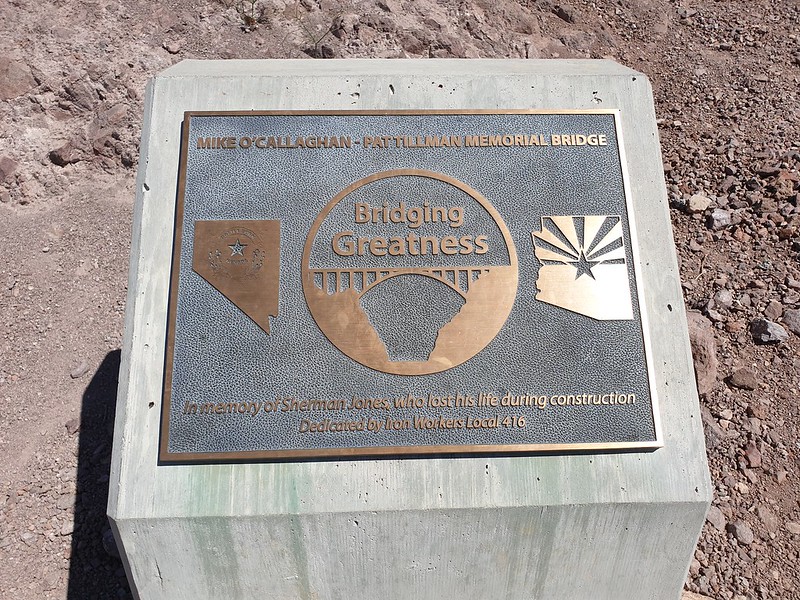 MIKE O'CALLAGHAN - PAT TILLMAN MEMORIAL BRIDGE
Bridging
Greatness
In memory of Sherman Jones, who lost his life during construction
Dedicated by Iron Workers Local 416